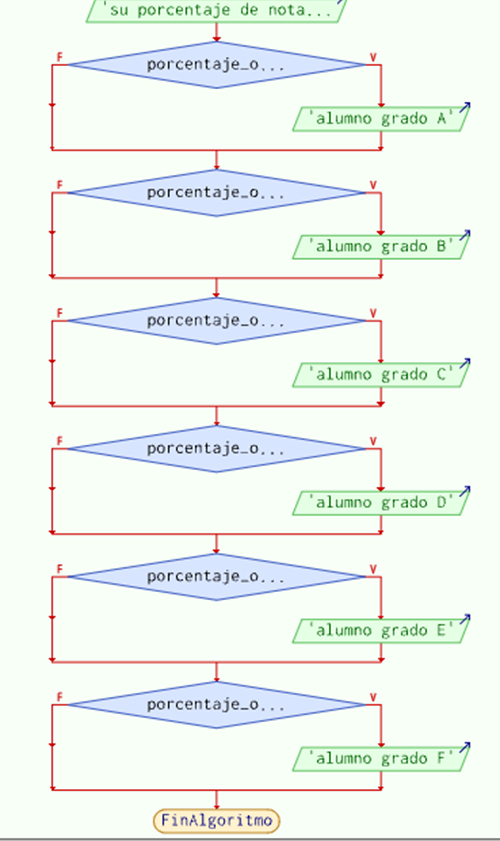 'su porcentaje de nota...
F porcentaje_o... V
'alumno grado A'
F porcentaje_o... V
'alumno grado B'
F porcentaje_o... V
'alumno grado C'
F porcentaje_o... V
'alumno grado D'
F porcentaje_o... V
'alumno grado E'
F porcentaje_o... V
'alumno grado F'
FinAlgoritmo